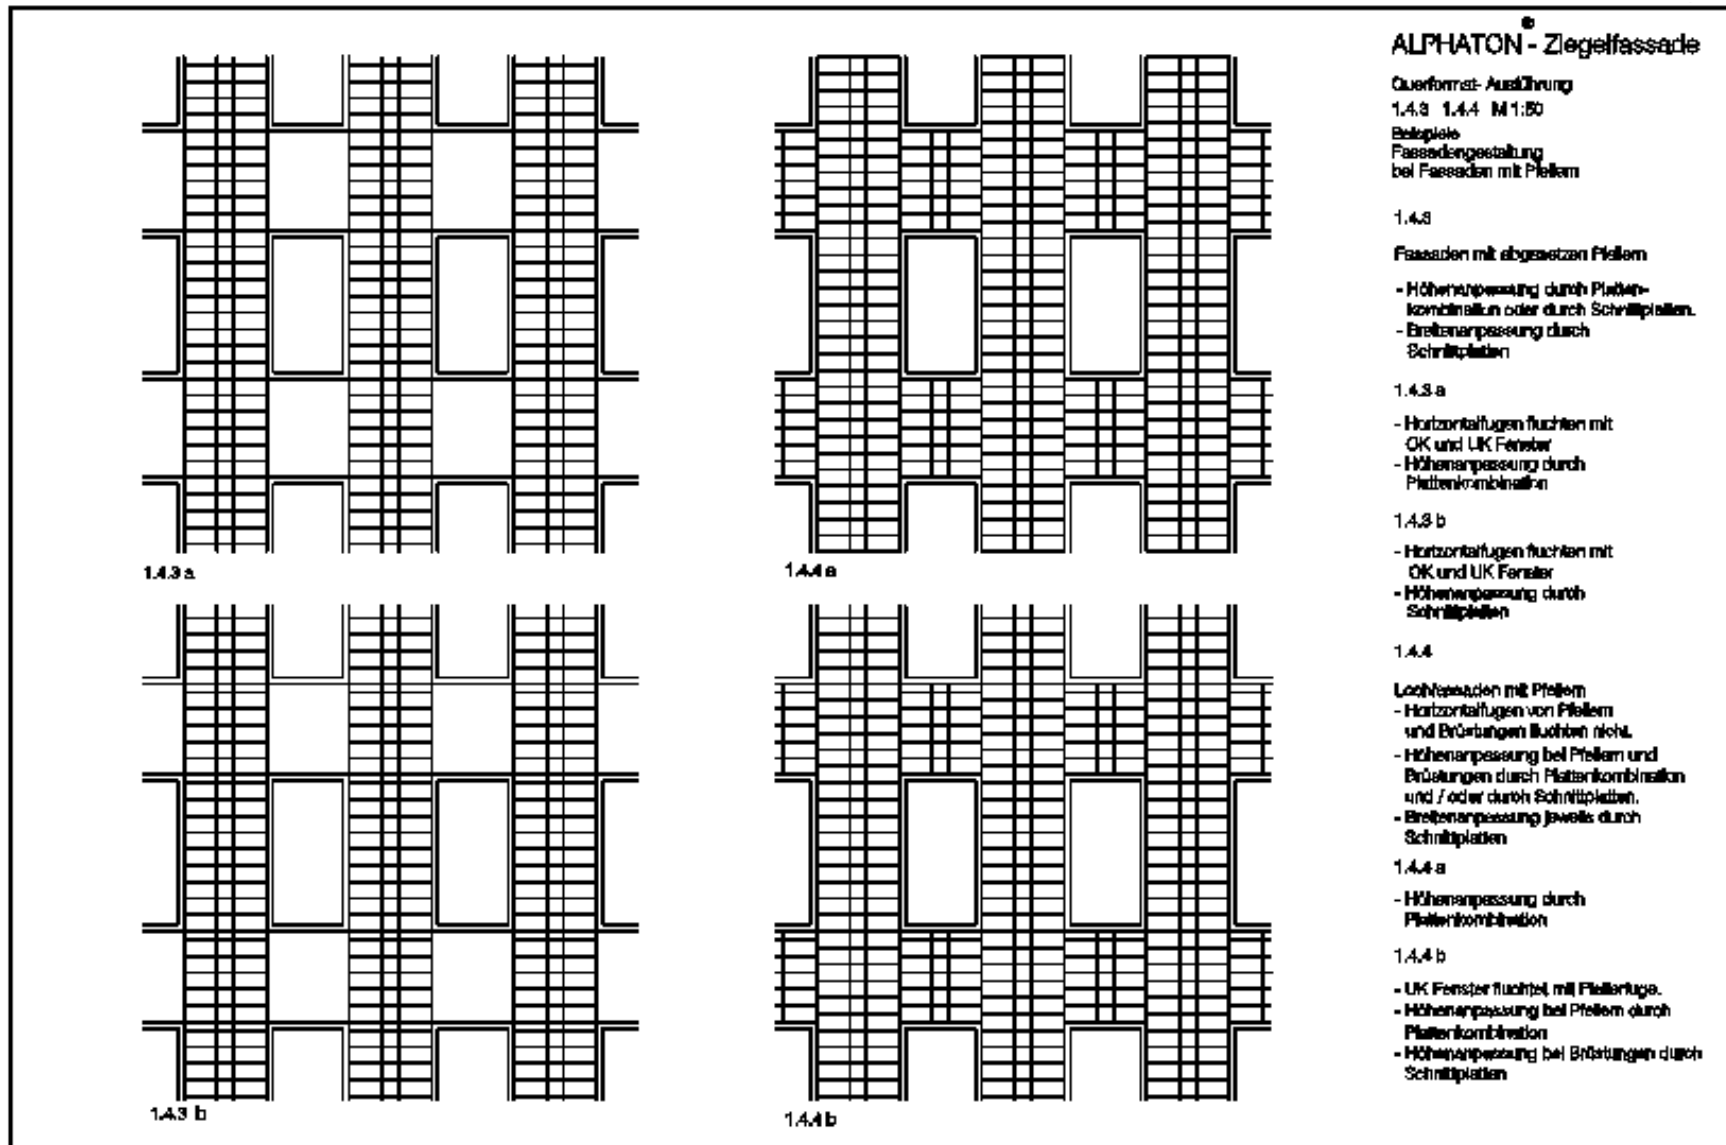 ALPHATON® - Ziegelfassade
Querformat- Ausführung
1.4.3 1.4.4 M 1:50
Beispiele
Fassadengestaltung
bei Fassaden mit Pfeilern
1.4.3
Fassaden mit abgesetzen Pfeilern
- Höhenanpassung durch Platten-
kombination oder durch Schnittplatten.
- Breitenanpassung durch
Schnittplatten
1.4.3 a
- Horizontalfugen fluchten mit
OK und UK Fenster
- Höhenanpassung durch
Plattenkombination
1.4.3 b
- Horizontalfugen fluchten mit
OK und UK Fenster
- Höhenanpassung durch
Schnittplatten
1.4.4
Lochfassaden mit Pfeilern
- Horizontalfugen von Pfeilern
und Brüstungen fluchten nicht.
- Höhenanpassung bei Pfeilern und
Brüstungen durch Plattenkombination
und / oder durch Schnittplatten.
- Breitenanpassung jeweils durch
Schnittplatten
1.4.4 a
- Höhenanpassung durch
Plattenkombination
1.4.4 b
- UK Fenster fluchtet mit Pfeilerfuge.
- Höhenanpassung bei Pfeilern durch
Plattenkombination
- Höhenanpassung bei Brüstungen durch
Schnittplatten
1.4.3 a
1.4.4 a
1.4.3 b
1.4.4 b